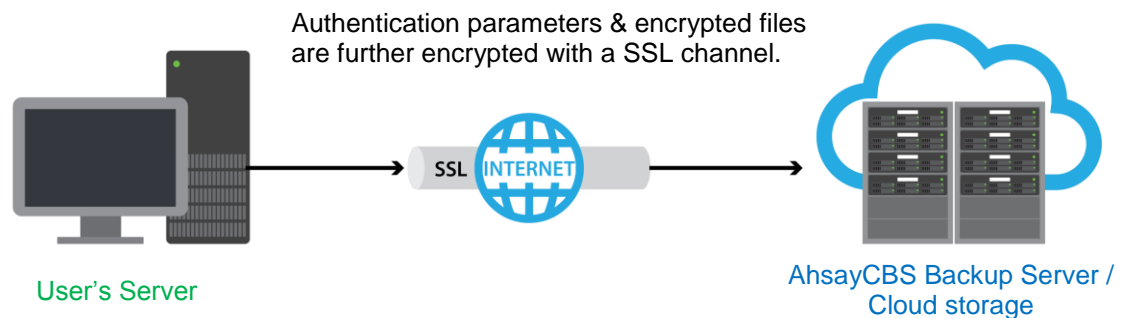 Authentication parameters & encrypted files
are further encrypted with a SSL channel.
SSL
INTERNET
User's Server
AhsayCBS Backup Server /
Cloud storage